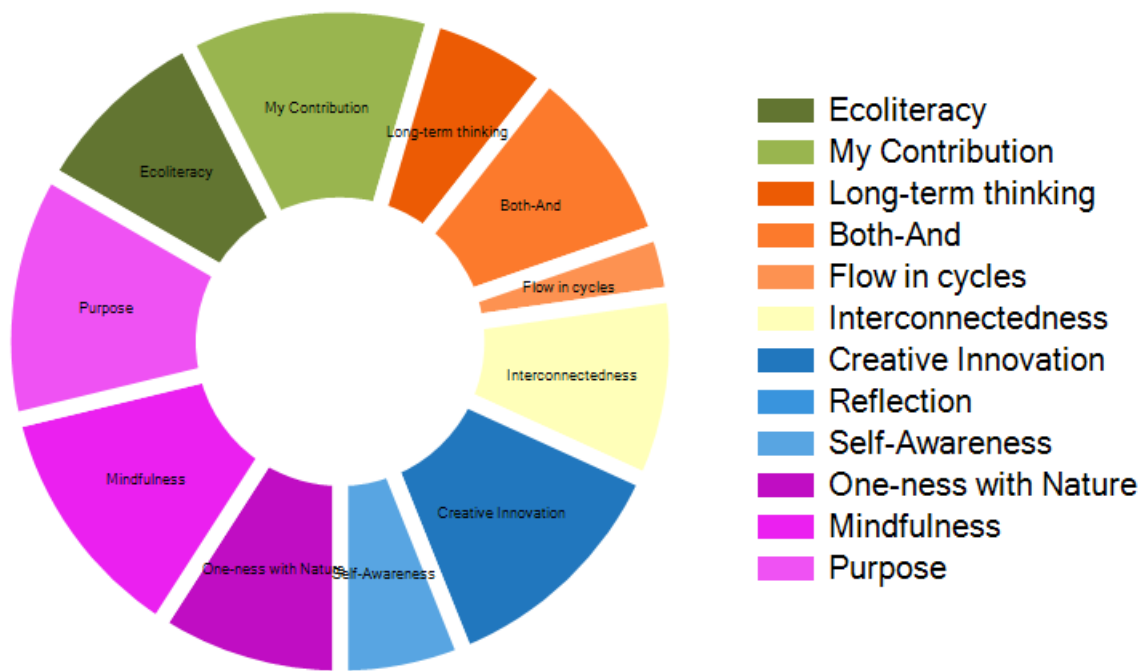 My Contribution
Long-term thinking
Ecoliteracy
Both-And
Flow in cycles
Purpose
Interconnectedness
Mindfulness
Creative Innovation
One-ness with Nature
Self-Awareness
Ecoliteracy
My Contribution
Long-term thinking
Both-And
Flow in cycles
Interconnectedness
Creative Innovation
Reflection
Self-Awareness
One-ness with Nature
Mindfulness
Purpose